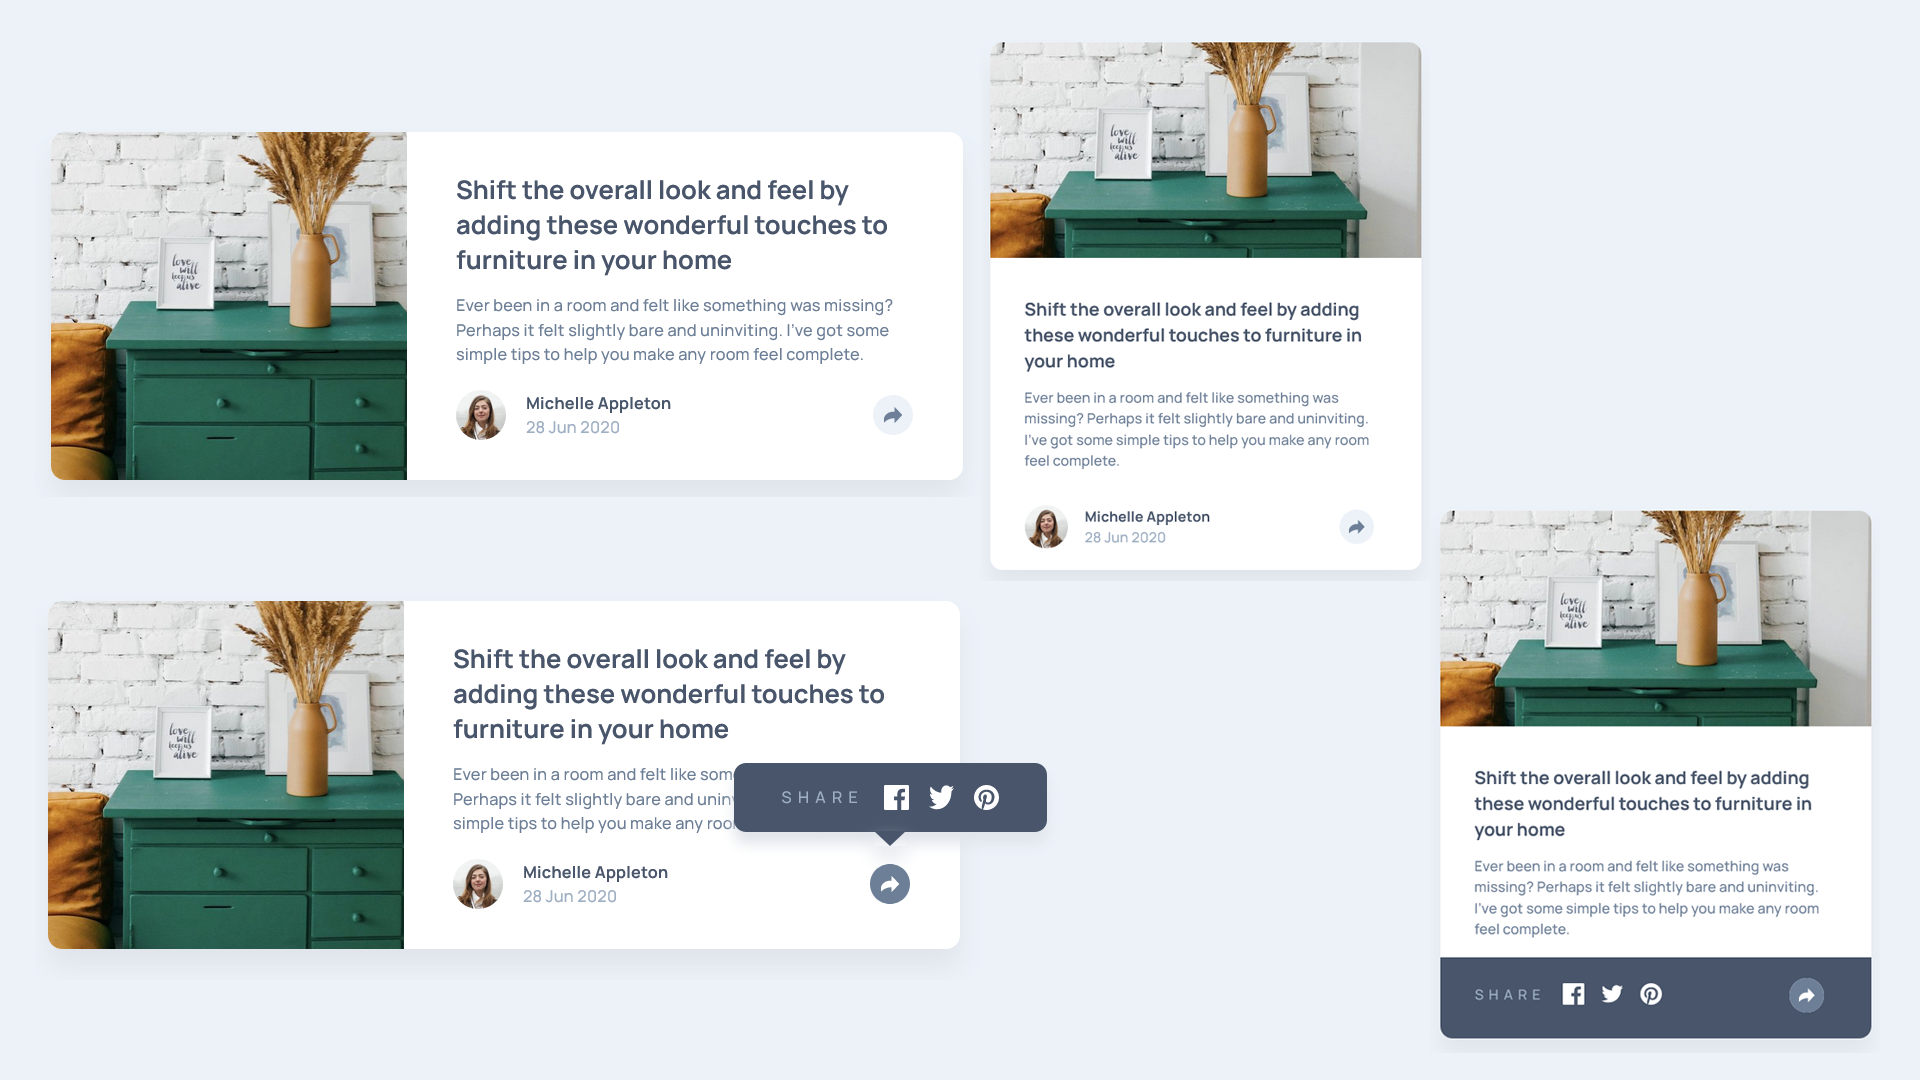 love
will
keep us
alive
Shift the overall look and feel by
adding these wonderful touches to
furniture in your home
Ever been in a room and felt like something was missing?
Perhaps it felt slightly bare and uninviting. I’ve got some
simple tips to help you make any room feel complete.
Michelle Appleton
28 Jun 2020
love
will
keep us
alive
Shift the overall look and feel by adding
these wonderful touches to furniture in
your home
Ever been in a room and felt like something was
missing? Perhaps it felt slightly bare and uninviting.
I’ve got some simple tips to help you make any room
feel complete.
Michelle Appleton
28 Jun 2020
love
will
keep us
alive
Shift the overall look and feel by
adding these wonderful touches to
furniture in your home
Ever been in a room and felt like som
Perhaps it felt slightly bare and unin
simple tips to help you make any roo
SHARE
Michelle Appleton
28 Jun 2020
love
will
keep us
alive
Shift the overall look and feel by adding
these wonderful touches to furniture in
your home
Ever been in a room and felt like something was
missing? Perhaps it felt slightly bare and uninviting.
I’ve got some simple tips to help you make any room
feel complete.
SHARE